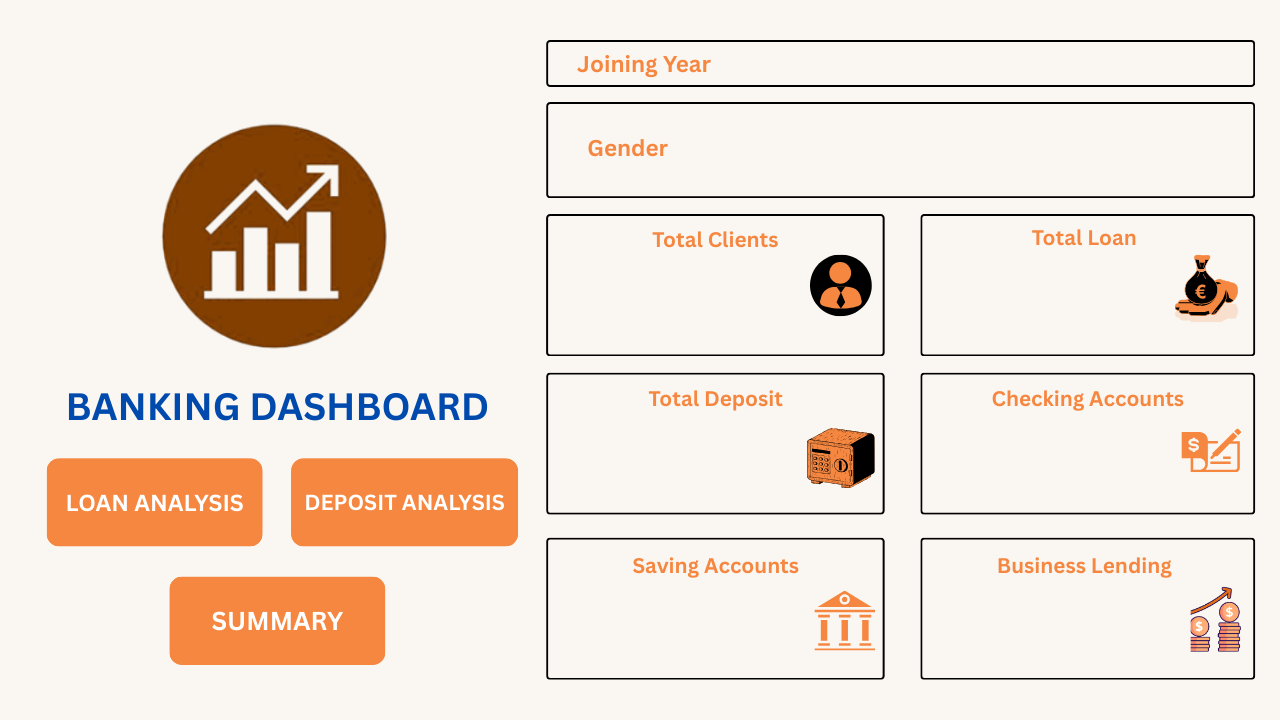 BANKING DASHBOARD
LOAN ANALYSIS
DEPOSIT ANALYSIS
SUMMARY
Joining Year
Gender
Total Clients
Total Loan
€
Total Deposit
Checking Accounts
$
Saving Accounts
Business Lending
$
$